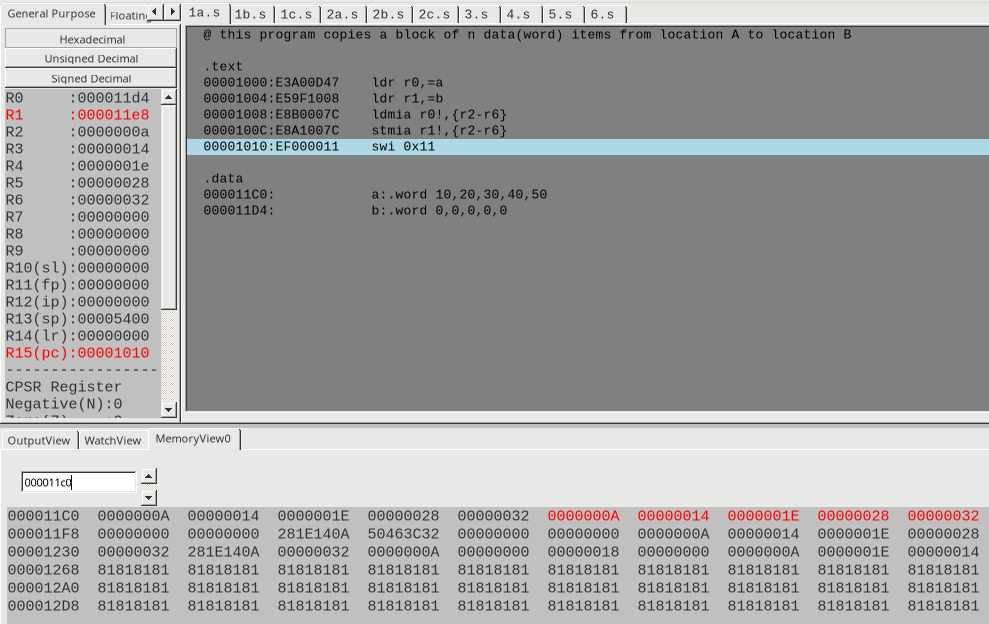 General Purpose Floating 1a.s 1b.s 1c.s 2a.s 2b.s 2c.s 3.s 4.s 5.s 6.s
Hexadecimal
Unsigned Decimal
Signed Decimal
R0 :000011d4
R1 :000011e8
R2 :0000000a
R3 :00000014
R4 :0000001e
R5 :00000028
R6 :00000032
R7 :00000000
R8 :00000000
R9 :00000000
R10(sl):00000000
R11(fp):00000000
R12(ip):00000000
R13(sp):00005400
R14(lr):00000000
R15(pc):00001010
-----------------
CPSR Register
Negative(N):0
@ this program copies a block of n data(word) items from location A to location B
.text
00001000:E3A00D47 ldr r0,=a
00001004:E59F1008 ldr r1,=b
00001008:E8B0007C ldmia r0!,{r2-r6}
0000100C:E8A1007C stmia r1!,{r2-r6}
00001010:EF000011 swi 0x11
.data
000011C0: a:.word 10,20,30,40,50
000011D4: b:.word 0,0,0,0,0
OutputView WatchView MemoryView0
000011c0
000011C0 0000000A 00000014 0000001E 00000028 00000032 0000000A 00000014 0000001E 00000028 00000032
000011F8 00000000 00000000 281E140A 50463C32 00000000 00000000 0000000A 00000014 0000001E 00000028
00001230 00000032 281E140A 00000032 0000000A 00000000 00000018 00000000 0000000A 0000001E 00000014
00001268 81818181 81818181 81818181 81818181 81818181 81818181 81818181 81818181 81818181 81818181
000012A0 81818181 81818181 81818181 81818181 81818181 81818181 81818181 81818181 81818181 81818181
000012D8 81818181 81818181 81818181 81818181 81818181 81818181 81818181 81818181 81818181 81818181